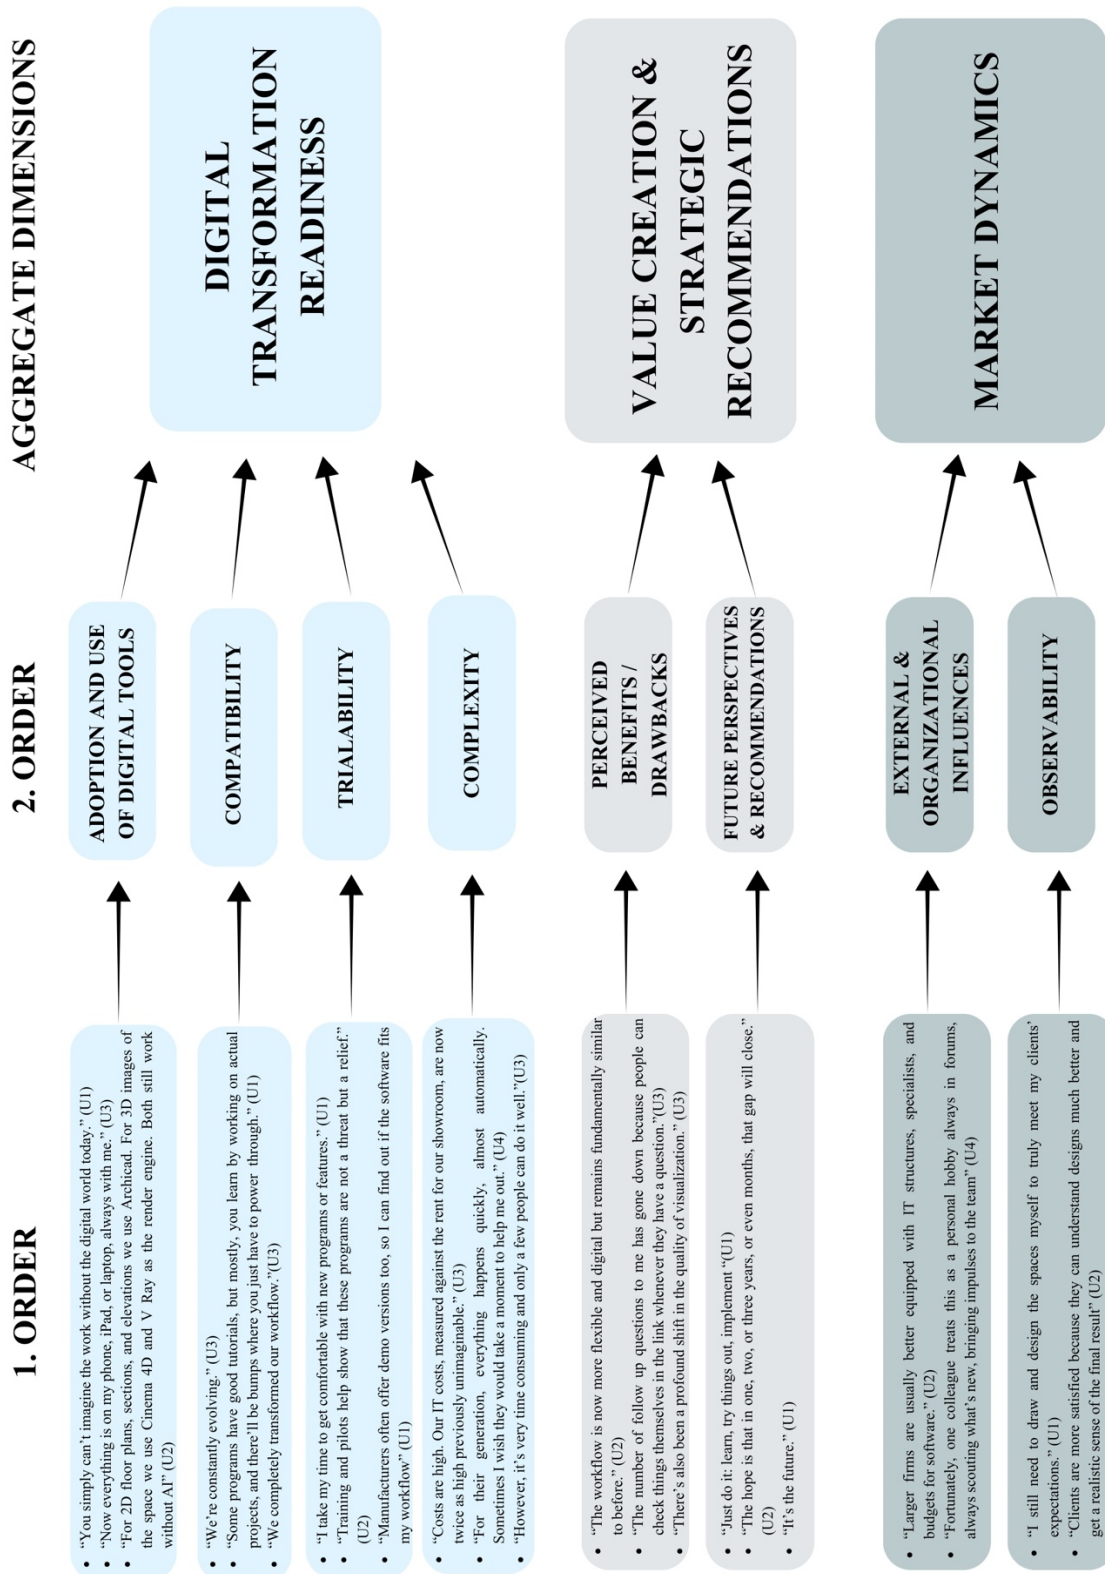 1. ORDER
2. ORDER
AGGREGATE DIMENSIONS
• “You simply can’t imagine the work without the digital world today.” (U1)
• “Now everything is on my phone, iPad, or laptop, always with me.” (U3)
• “For 2D floor plans, sections, and elevations we use Archicad. For 3D images of
the space we use Cinema 4D and V Ray as the render engine. Both still work
without AI” (U2)
ADOPTION AND USE
OF DIGITAL TOOLS
• “We’re constantly evolving.” (U3)
• “Some programs have good tutorials, but mostly, you learn by working on actual
projects, and there’ll be bumps where you just have to power through.” (U1)
• “We completely transformed our workflow.”(U3)
COMPATIBILITY
• “I take my time to get comfortable with new programs or features.” (U1)
• “Training and pilots help show that these programs are not a threat but a relief.”
(U2)
• “Manufacturers often offer demo versions too, so I can find out if the software fits
my workflow” (U1)
TRIALABILITY
• “Costs are high. Our IT costs, measured against the rent for our showroom, are now
twice as high previously unimaginable.” (U3)
• “For their generation, everything happens quickly, almost automatically.
Sometimes I wish they would take a moment to help me out.” (U4)
• “However, it’s very time consuming and only a few people can do it well.”(U3)
COMPLEXITY
DIGITAL
TRANSFORMATION
READINESS
• “The workflow is now more flexible and digital but remains fundamentally similar
to before.” (U2)
• “The number of follow up questions to me has gone down because people can
check things themselves in the link whenever they have a question.”(U3)
• “There’s also been a profound shift in the quality of visualization.” (U3)
PERCEIVED
BENEFITS /
DRAWBACKS
• “Just do it: learn, try things out, implement “(U1)
• “The hope is that in one, two, or three years, or even months, that gap will close.”
(U2)
• “It’s the future.” (U1)
FUTURE PERSPECTIVES
& RECOMMENDATIONS
VALUE CREATION &
STRATEGIC
RECOMMENDATIONS
• “Larger firms are usually better equipped with IT structures, specialists, and
budgets for software.” (U2)
• “Fortunately, one colleague treats this as a personal hobby always in forums,
always scouting what’s new, bringing impulses to the team” (U4)
EXTERNAL &
ORGANIZATIONAL
INFLUENCES
• “I still need to draw and design the spaces myself to truly meet my clients’
expectations.” (U1)
• “Clients are more satisfied because they can understand designs much better and
get a realistic sense of the final result” (U2)
OBSERVABILITY
MARKET DYNAMICS